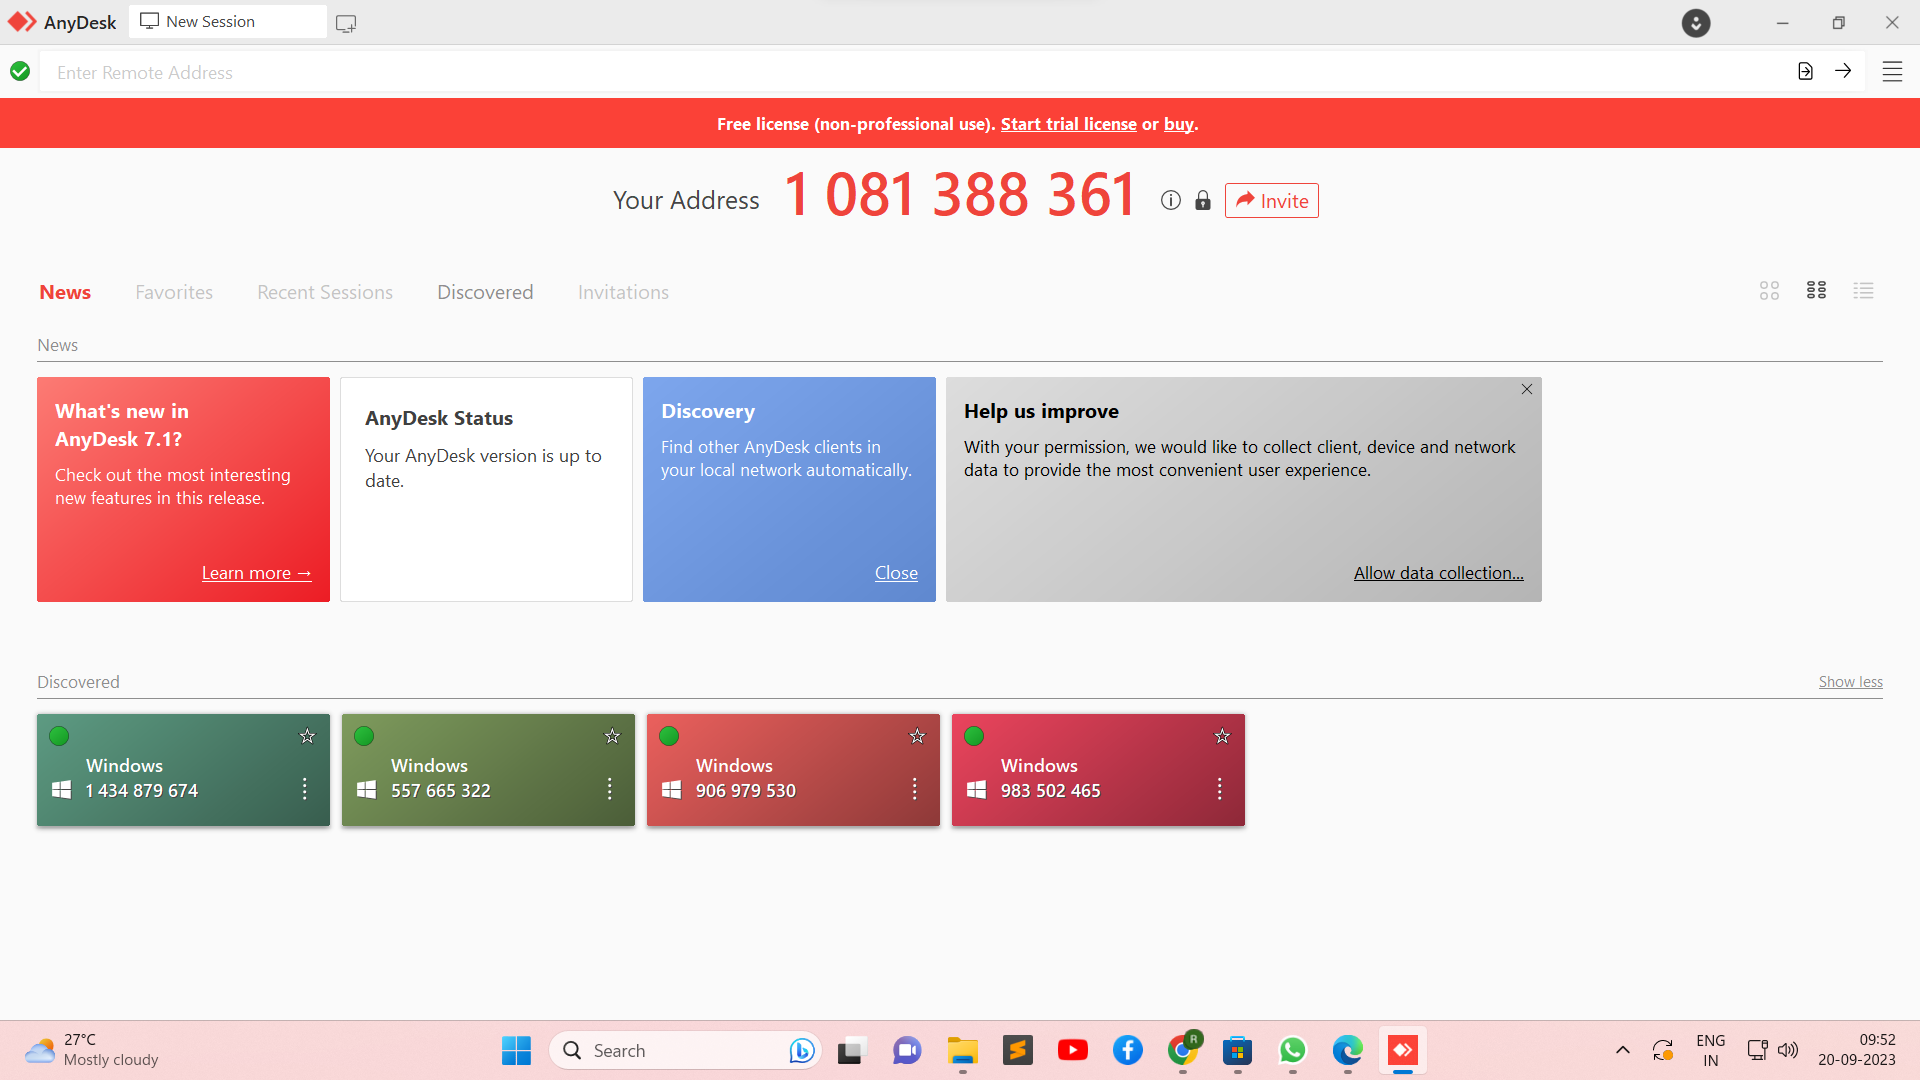 AnyDesk
New Session
Enter Remote Address
Free license (non-professional use). Start trial license or buy.
Your Address 1 081 388 361 Invite
News Favorites Recent Sessions Discovered Invitations
News
What's new in
AnyDesk 7.1?
Check out the most interesting
new features in this release.
Learn more →
AnyDesk Status
Your AnyDesk version is up to
date.
Discovery
Find other AnyDesk clients in
your local network automatically.
Close
Help us improve
With your permission, we would like to collect client, device and network
data to provide the most convenient user experience.
Allow data collection...
Discovered
Show less
Windows
1 434 879 674
Windows
557 665 322
Windows
906 979 530
Windows
983 502 465
27°C
Mostly cloudy
Search
R
ENG
IN
09:52
20-09-2023